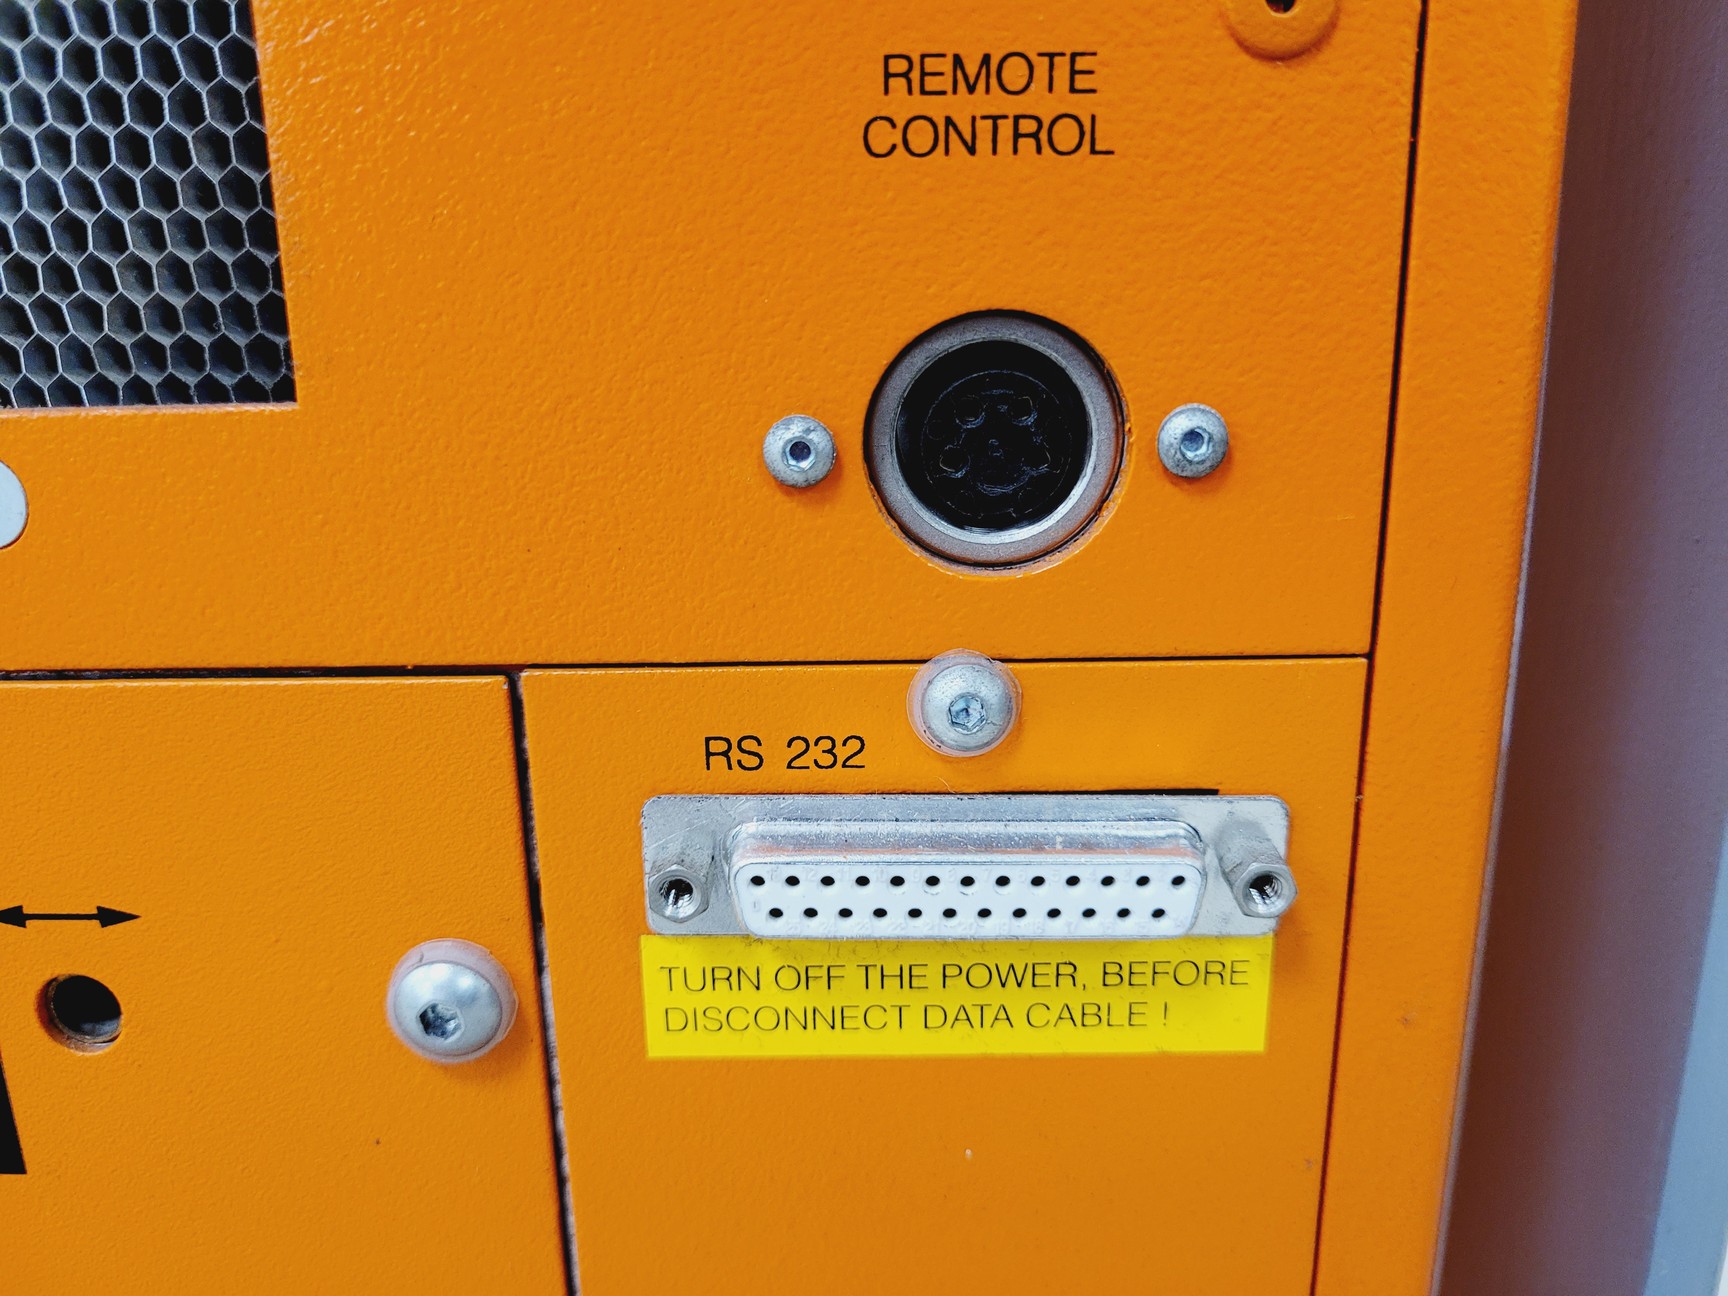 REMOTE
CONTROL
RS 232
TURN OFF THE POWER, BEFORE
DISCONNECT DATA CABLE !